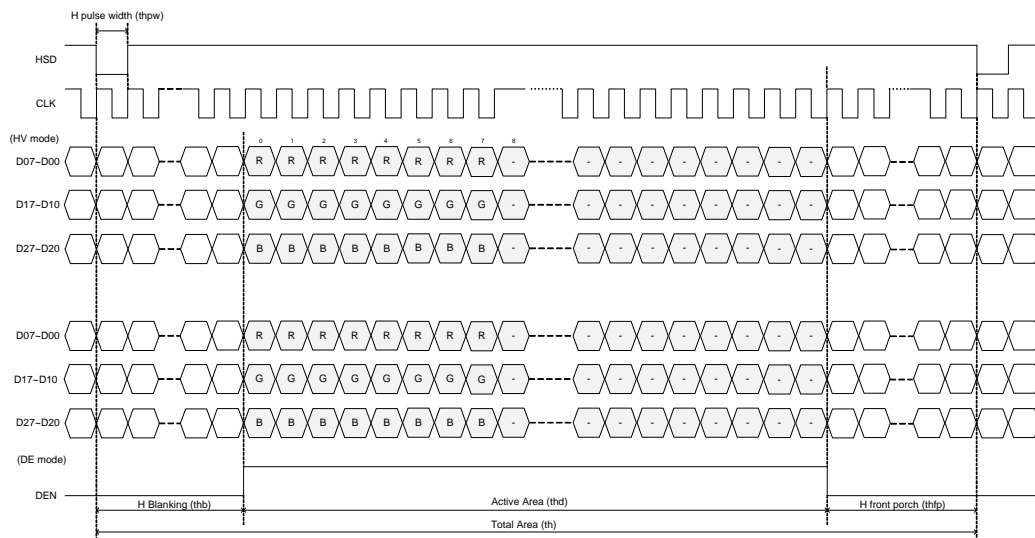 H pulse width (thpw)
HSD
CLK
(HV mode)
0 1 2 3 4 5 6 7 8
D07~D00 R R R R R R R R - - - - - - - - -
D17~D10 G G G G G G G G - - - - - - - - -
D27~D20 B B B B B B B B - - - - - - - - -
D07~D00 R R R R R R R R - - - - - - - - -
D17~D10 G G G G G G G G - - - - - - - - -
D27~D20 B B B B B B B B - - - - - - - - -
(DE mode)
DEN
H Blanking (thb) Active Area (thd) H front porch (thfp)
Total Area (th)